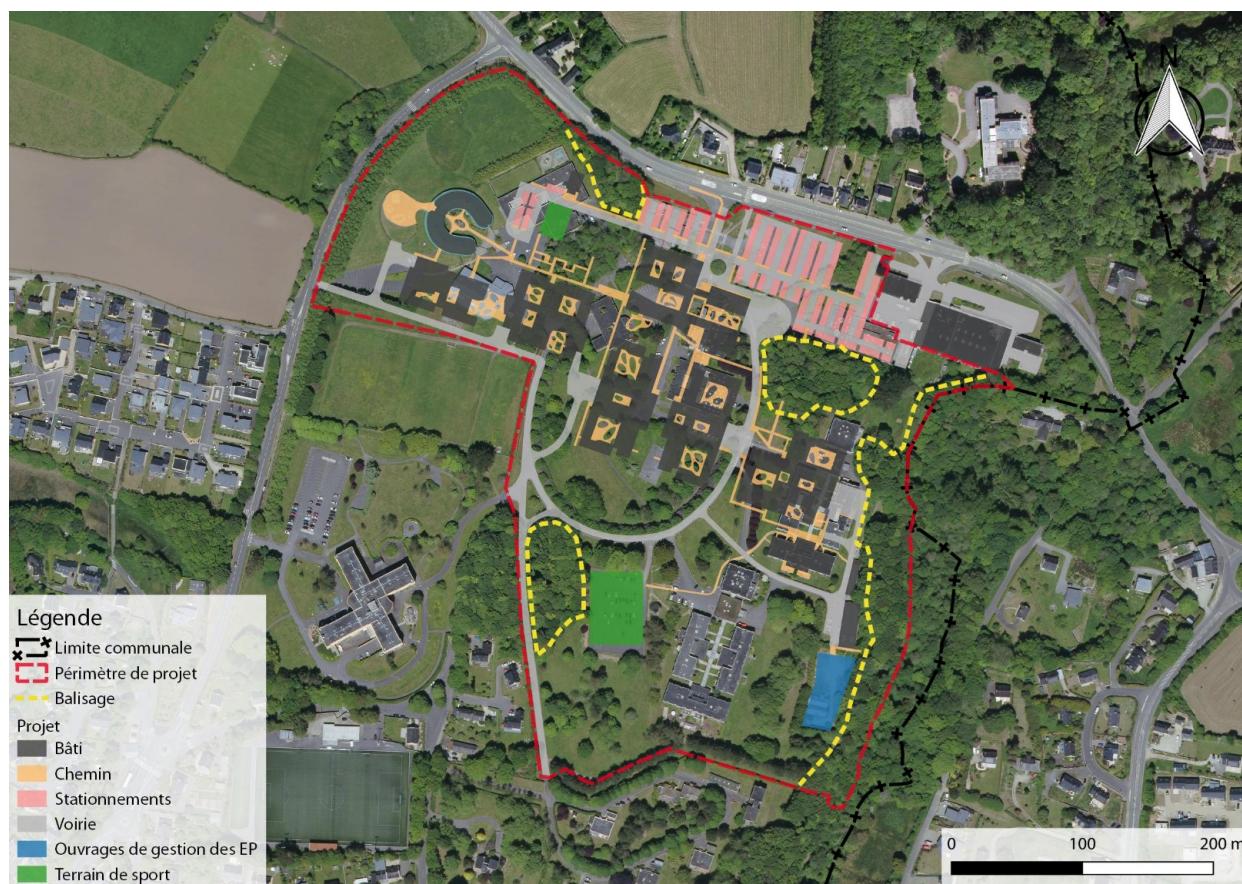 N
Légende
Limite communale
Périmètre de projet
Balisage
Projet
Bâti
Chemin
Stationnements
Voirie
Ouvrages de gestion des EP
Terrain de sport
0 100 200 m